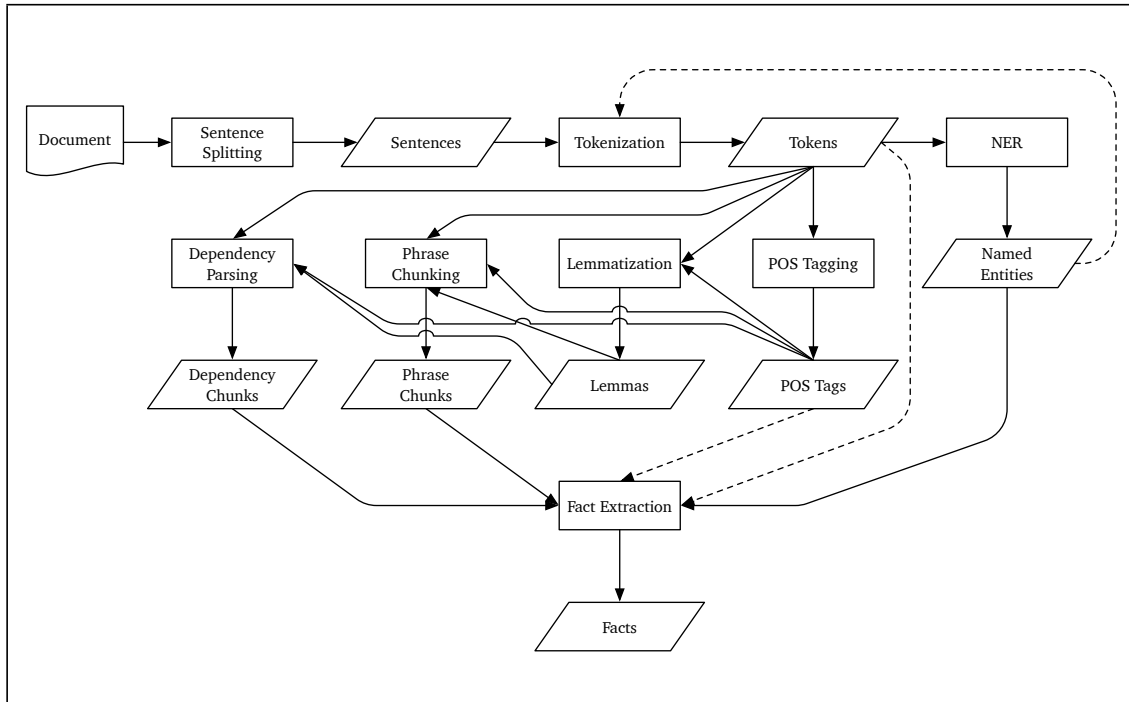 Document
Sentence
Splitting
Sentences
Tokenization
Tokens
NER
Dependency
Parsing
Phrase
Chunking
Lemmatization
POS Tagging
Named
Entities
Dependency
Chunks
Phrase
Chunks
Lemmas
POS Tags
Fact Extraction
Facts